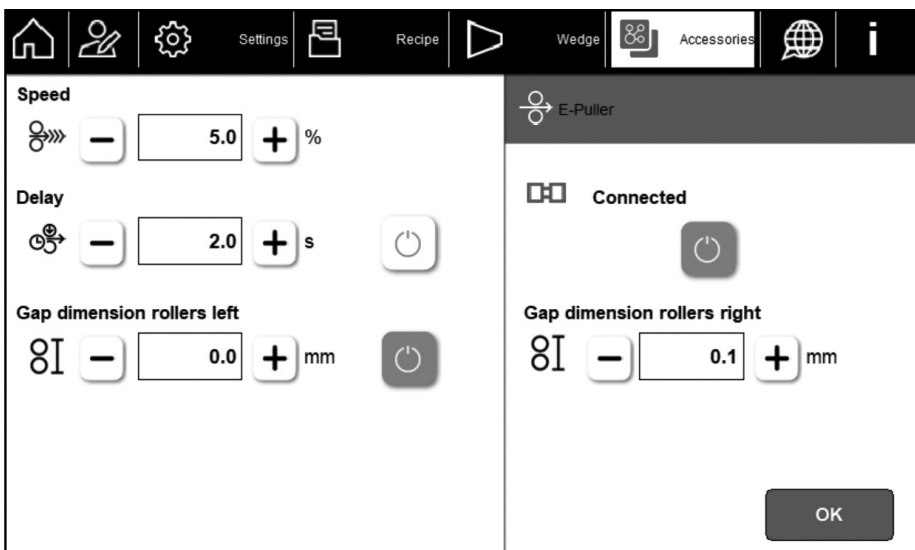 Settings
Recipe
Wedge
Accessories
i
Speed
5.0 %
Delay
2.0 s
Gap dimension rollers left
0.0 mm
E-Puller
Connected
Gap dimension rollers right
0.1 mm
OK